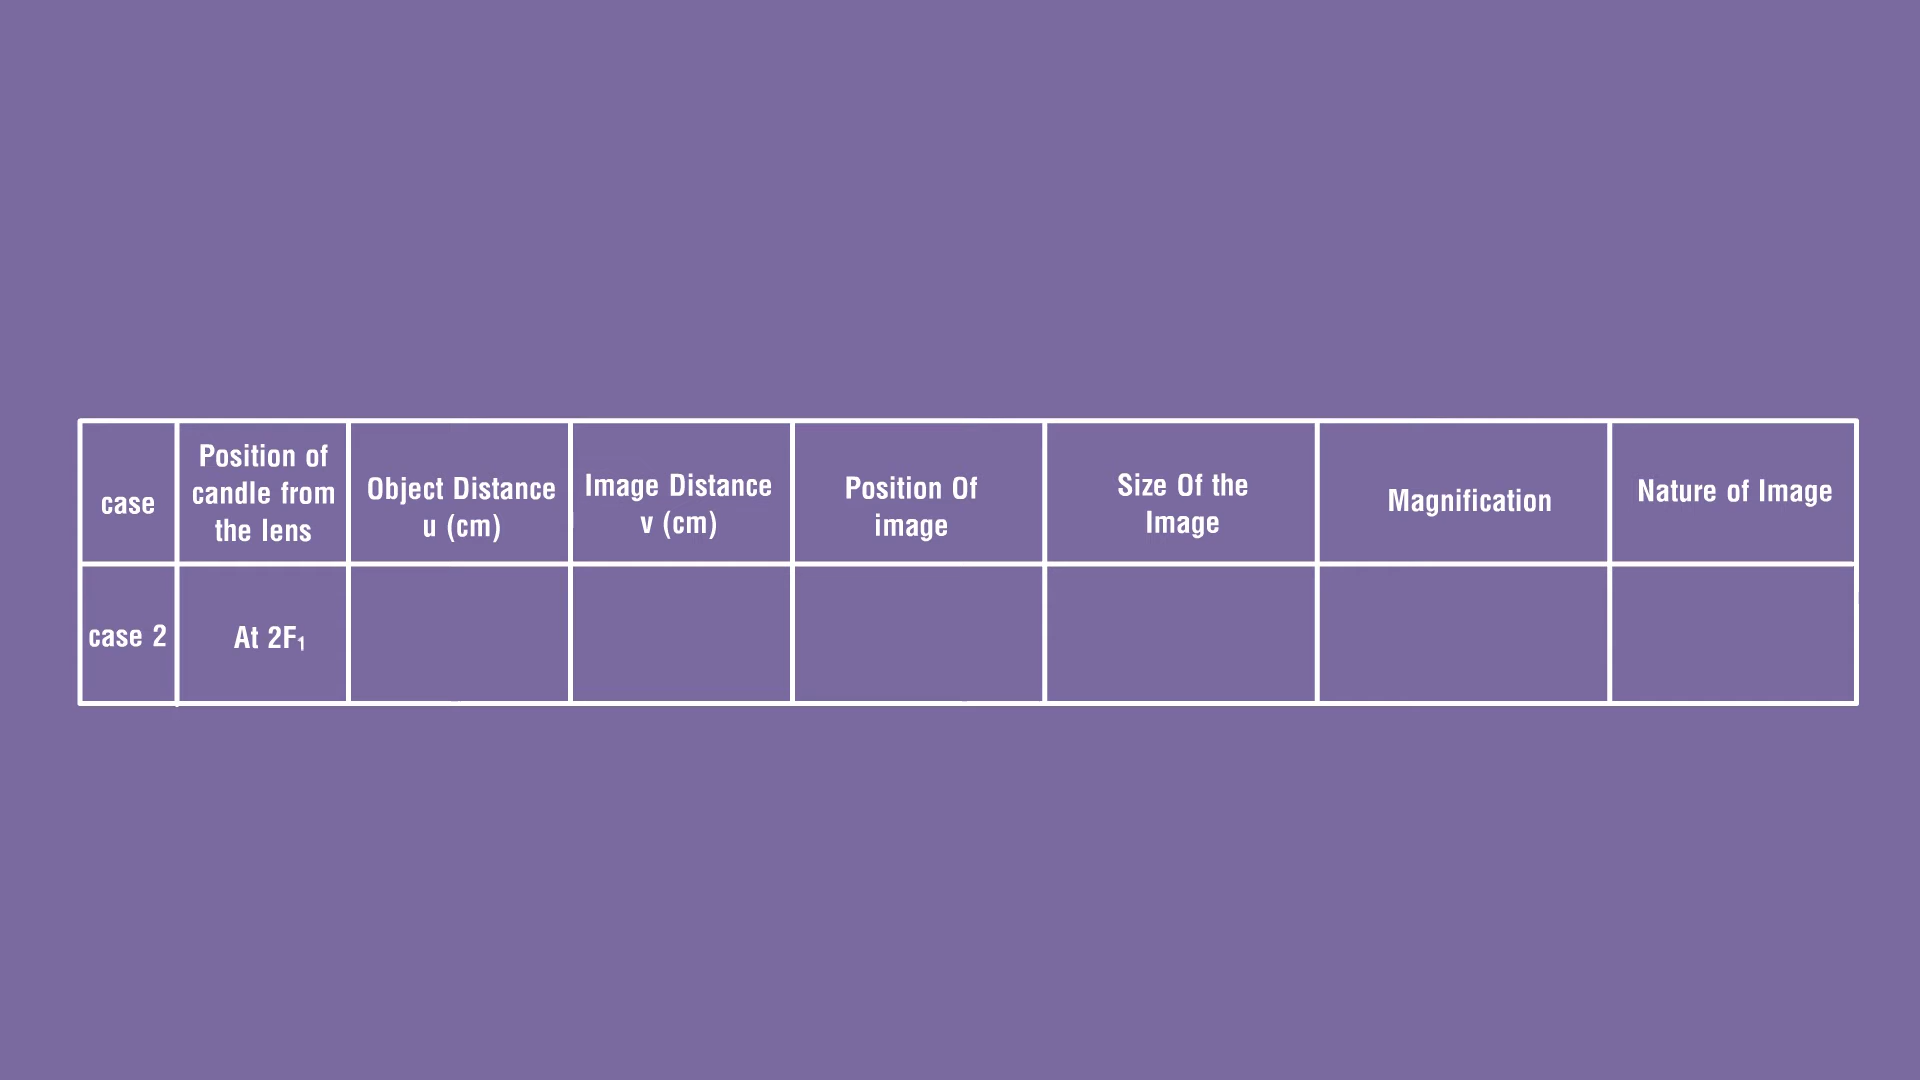 case
Position of
candle from
the lens
Object Distance
u (cm)
Image Distance
v (cm)
Position Of
image
Size Of the
Image
Magnification
Nature of Image
case 2
At 2F₁